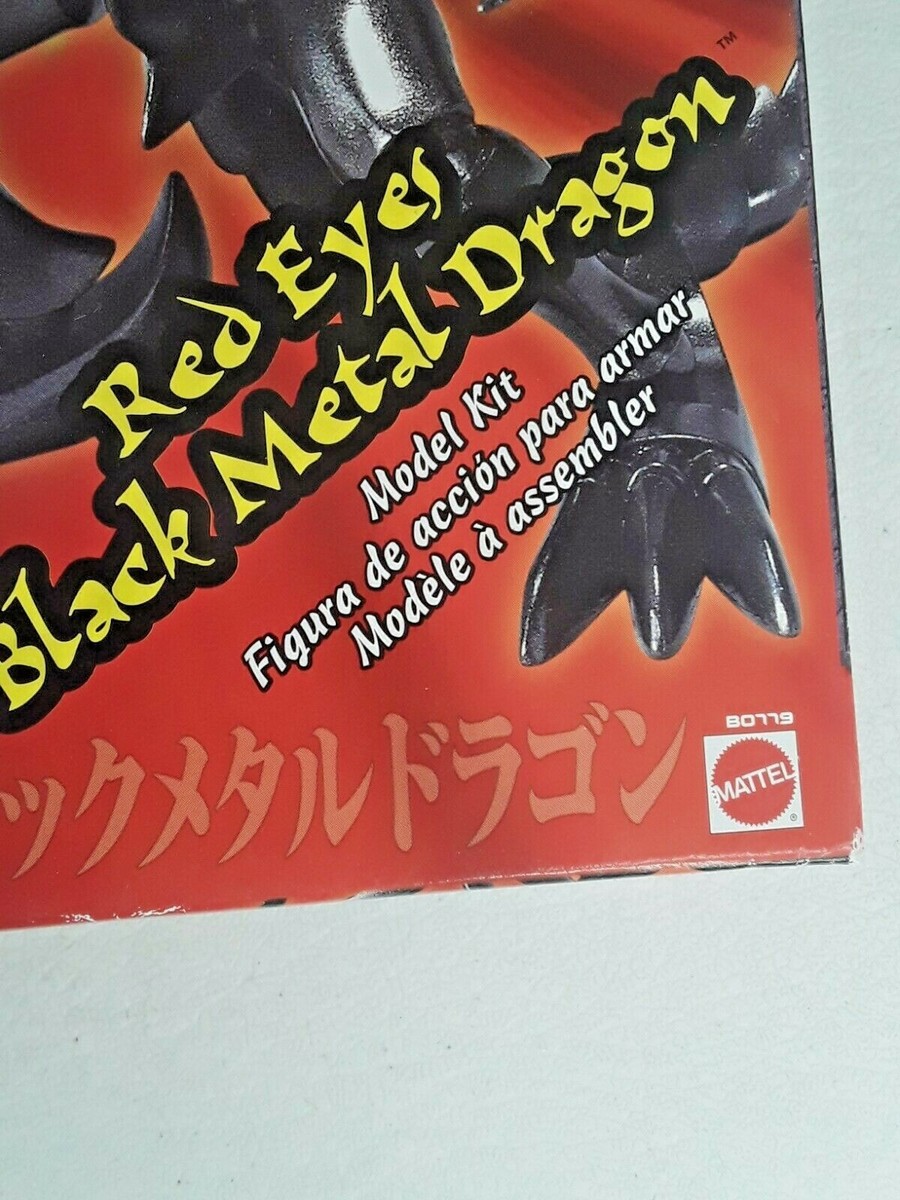 Red Eyes
Black Metal Dragon™
Model Kit
Figura de acción para armar
Modèle à assembler
ックメタルドラゴン
B0779
MATTEL®